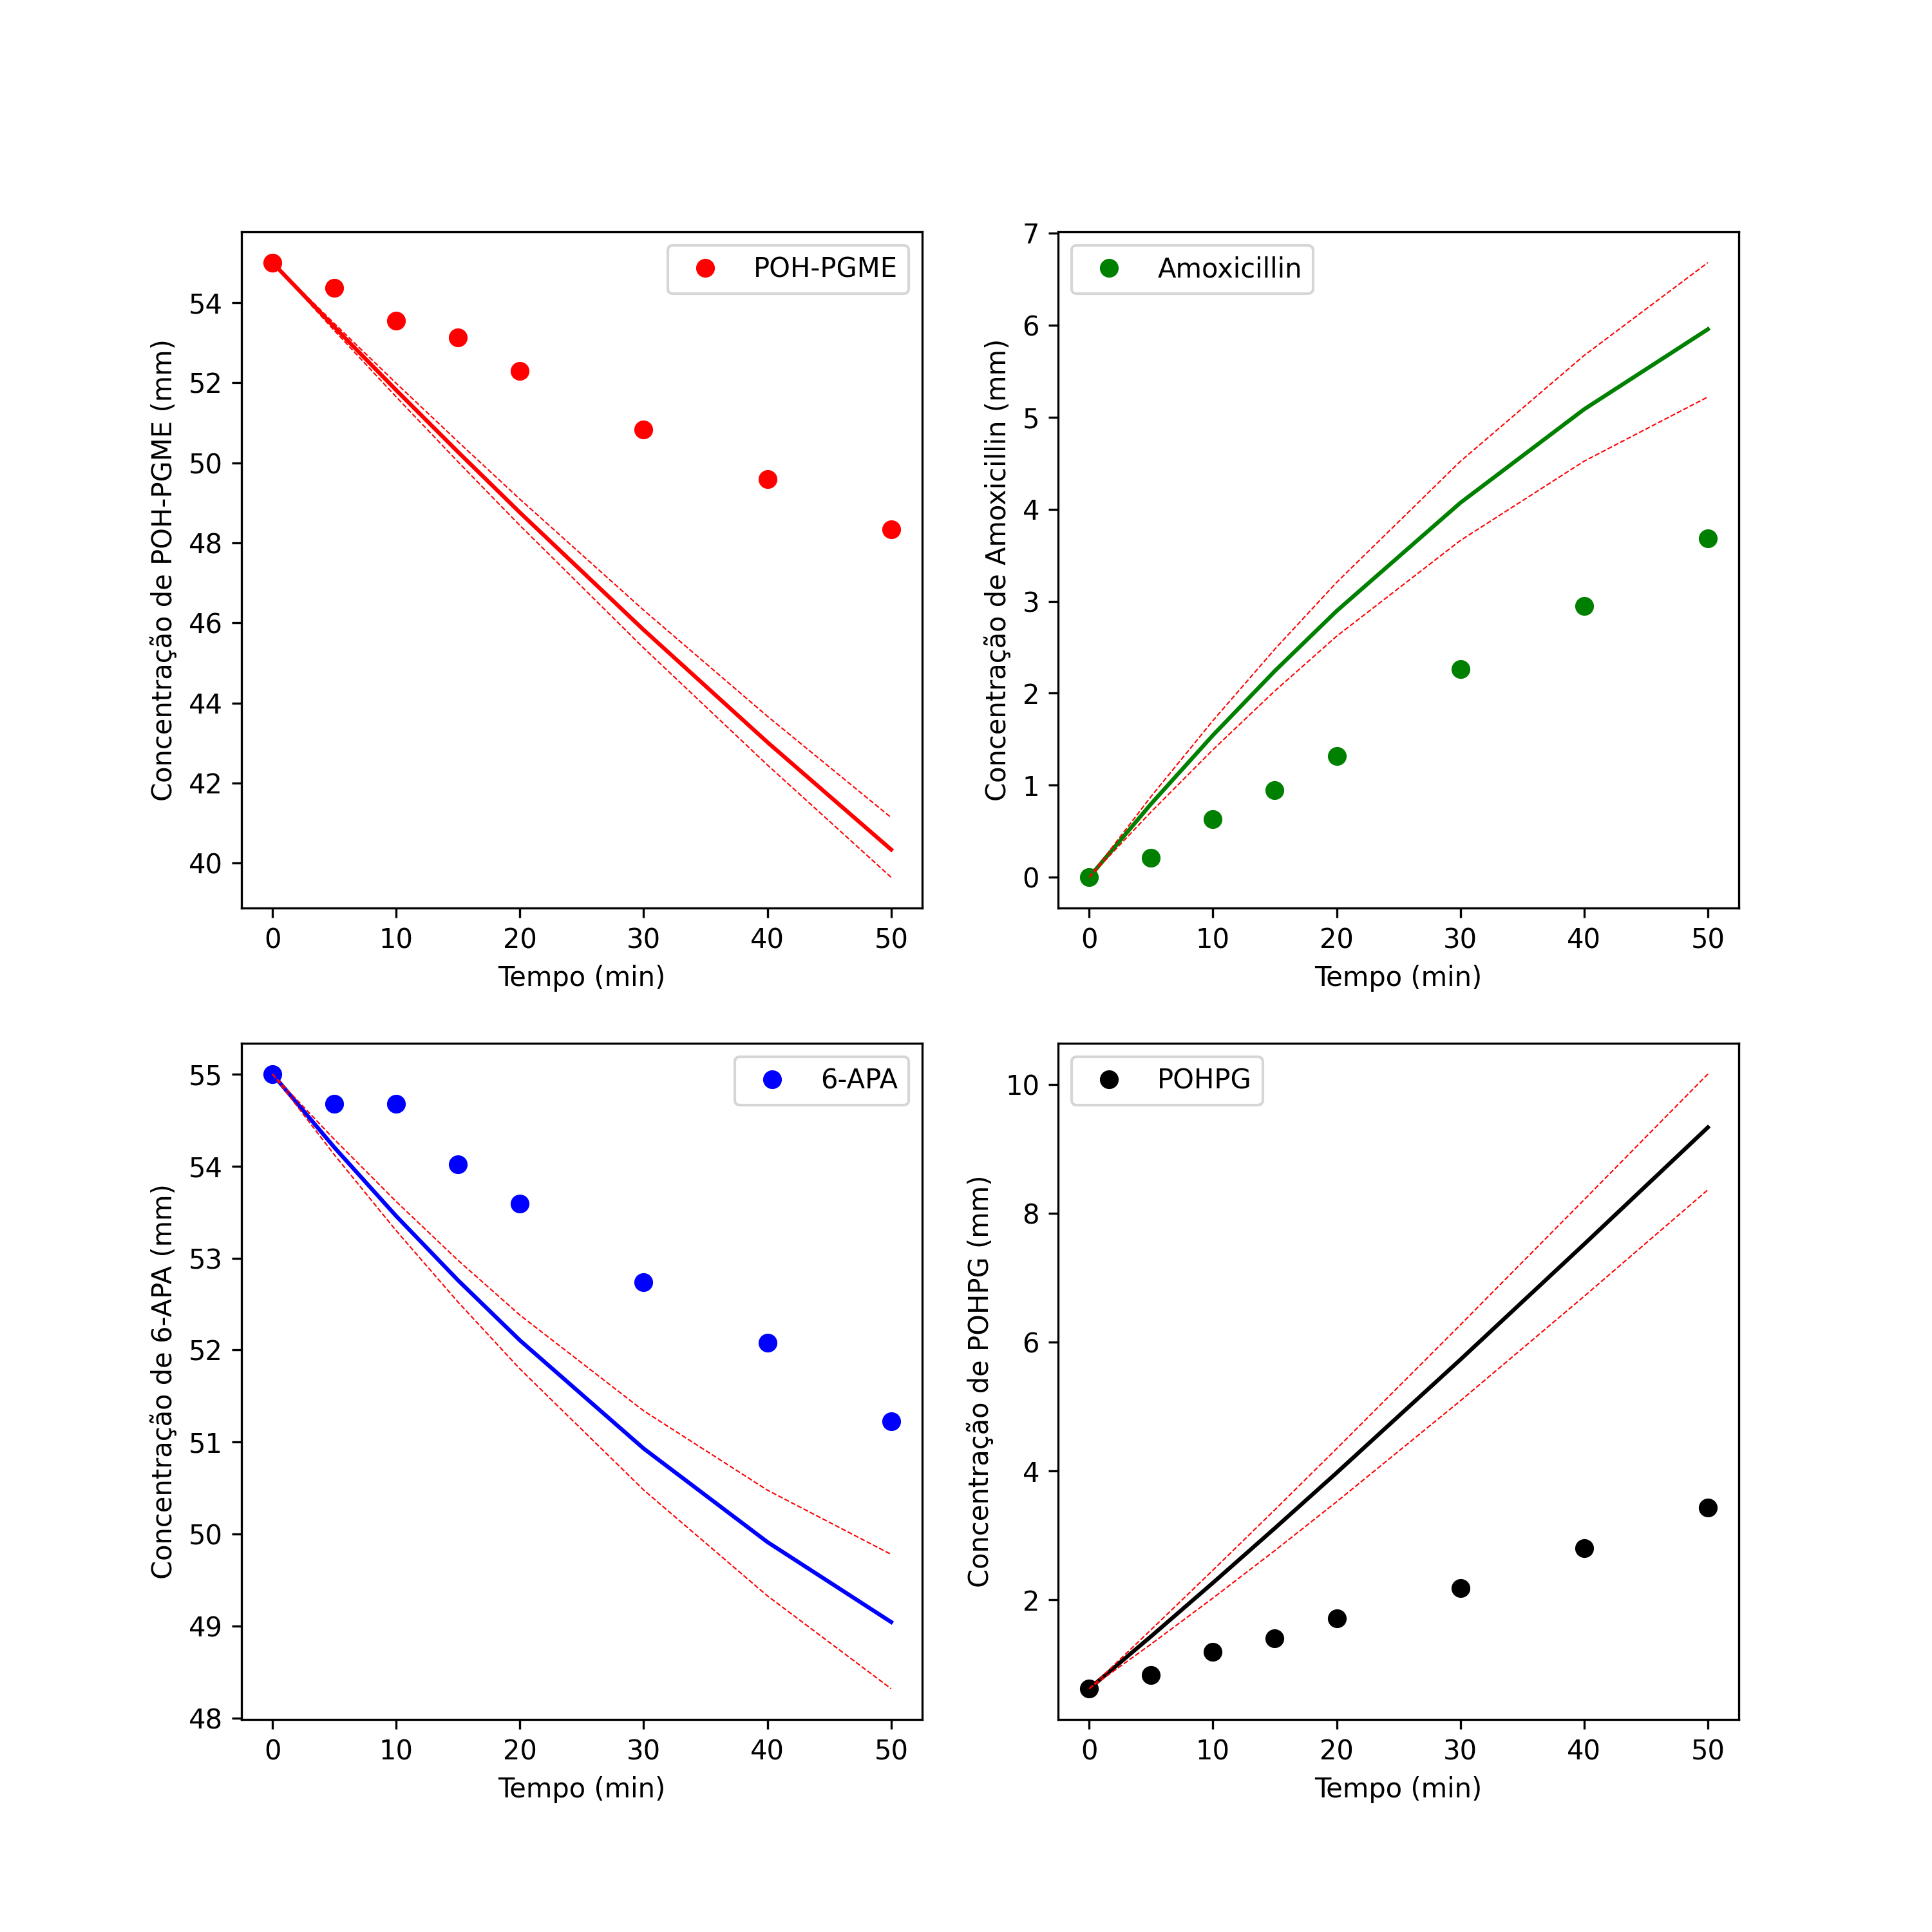 POH-PGME
54
52
50
48
46
44
42
40
Concentração de POH-PGME (mm)
0 10 20 30 40 50
Tempo (min)
Amoxicillin
7
6
5
4
3
2
1
0
Concentração de Amoxicillin (mm)
0 10 20 30 40 50
Tempo (min)
6-APA
55
54
53
52
51
50
49
48
Concentração de 6-APA (mm)
0 10 20 30 40 50
Tempo (min)
POHPG
10
8
6
4
2
Concentração de POHPG (mm)
0 10 20 30 40 50
Tempo (min)